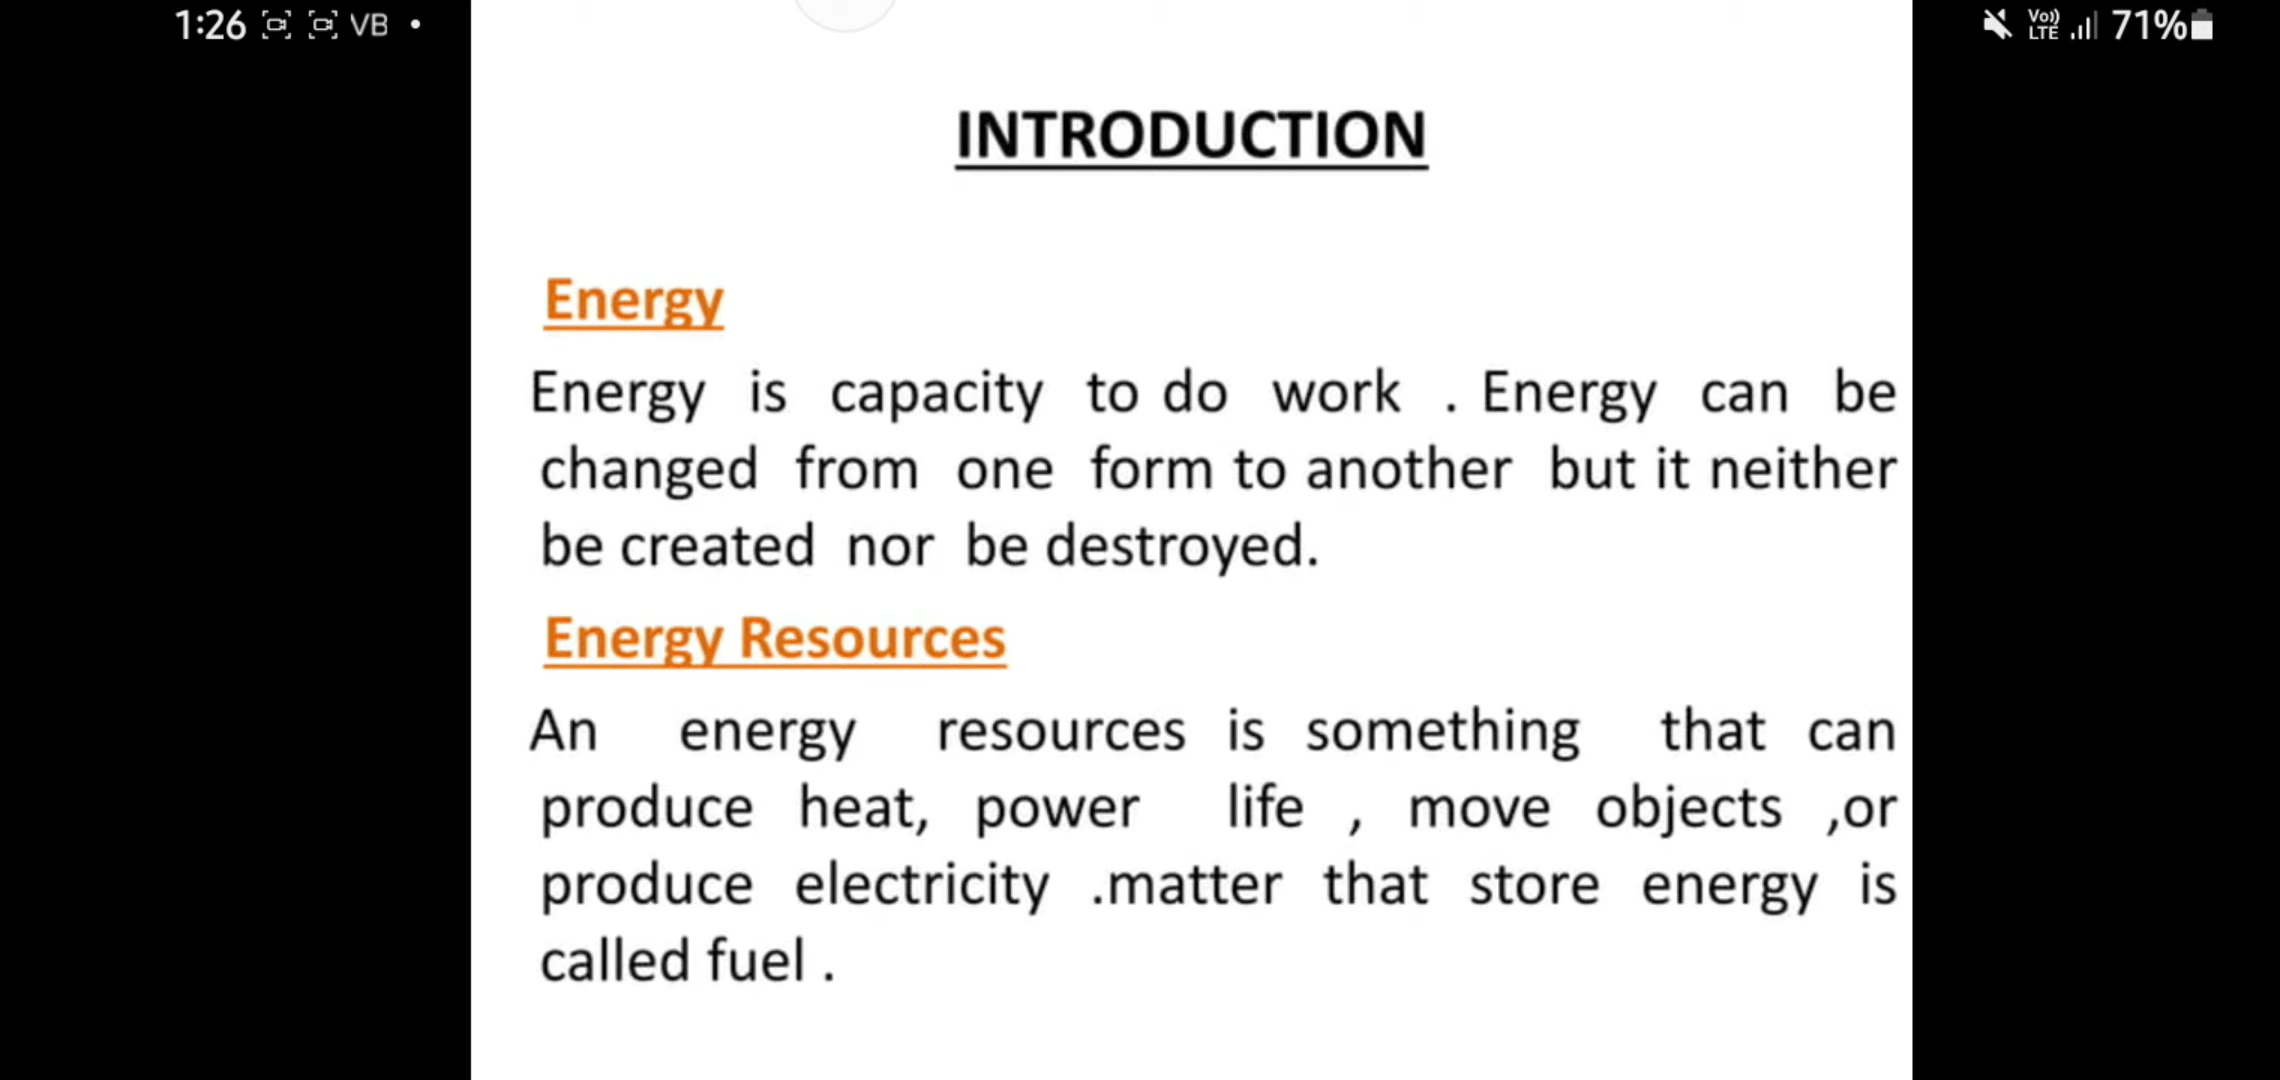 1:26 VB •
Vo)) LTE 71%
INTRODUCTION
Energy
Energy is capacity to do work . Energy can be
changed from one form to another but it neither
be created nor be destroyed.
Energy Resources
An energy resources is something that can
produce heat, power life , move objects ,or
produce electricity .matter that store energy is
called fuel .